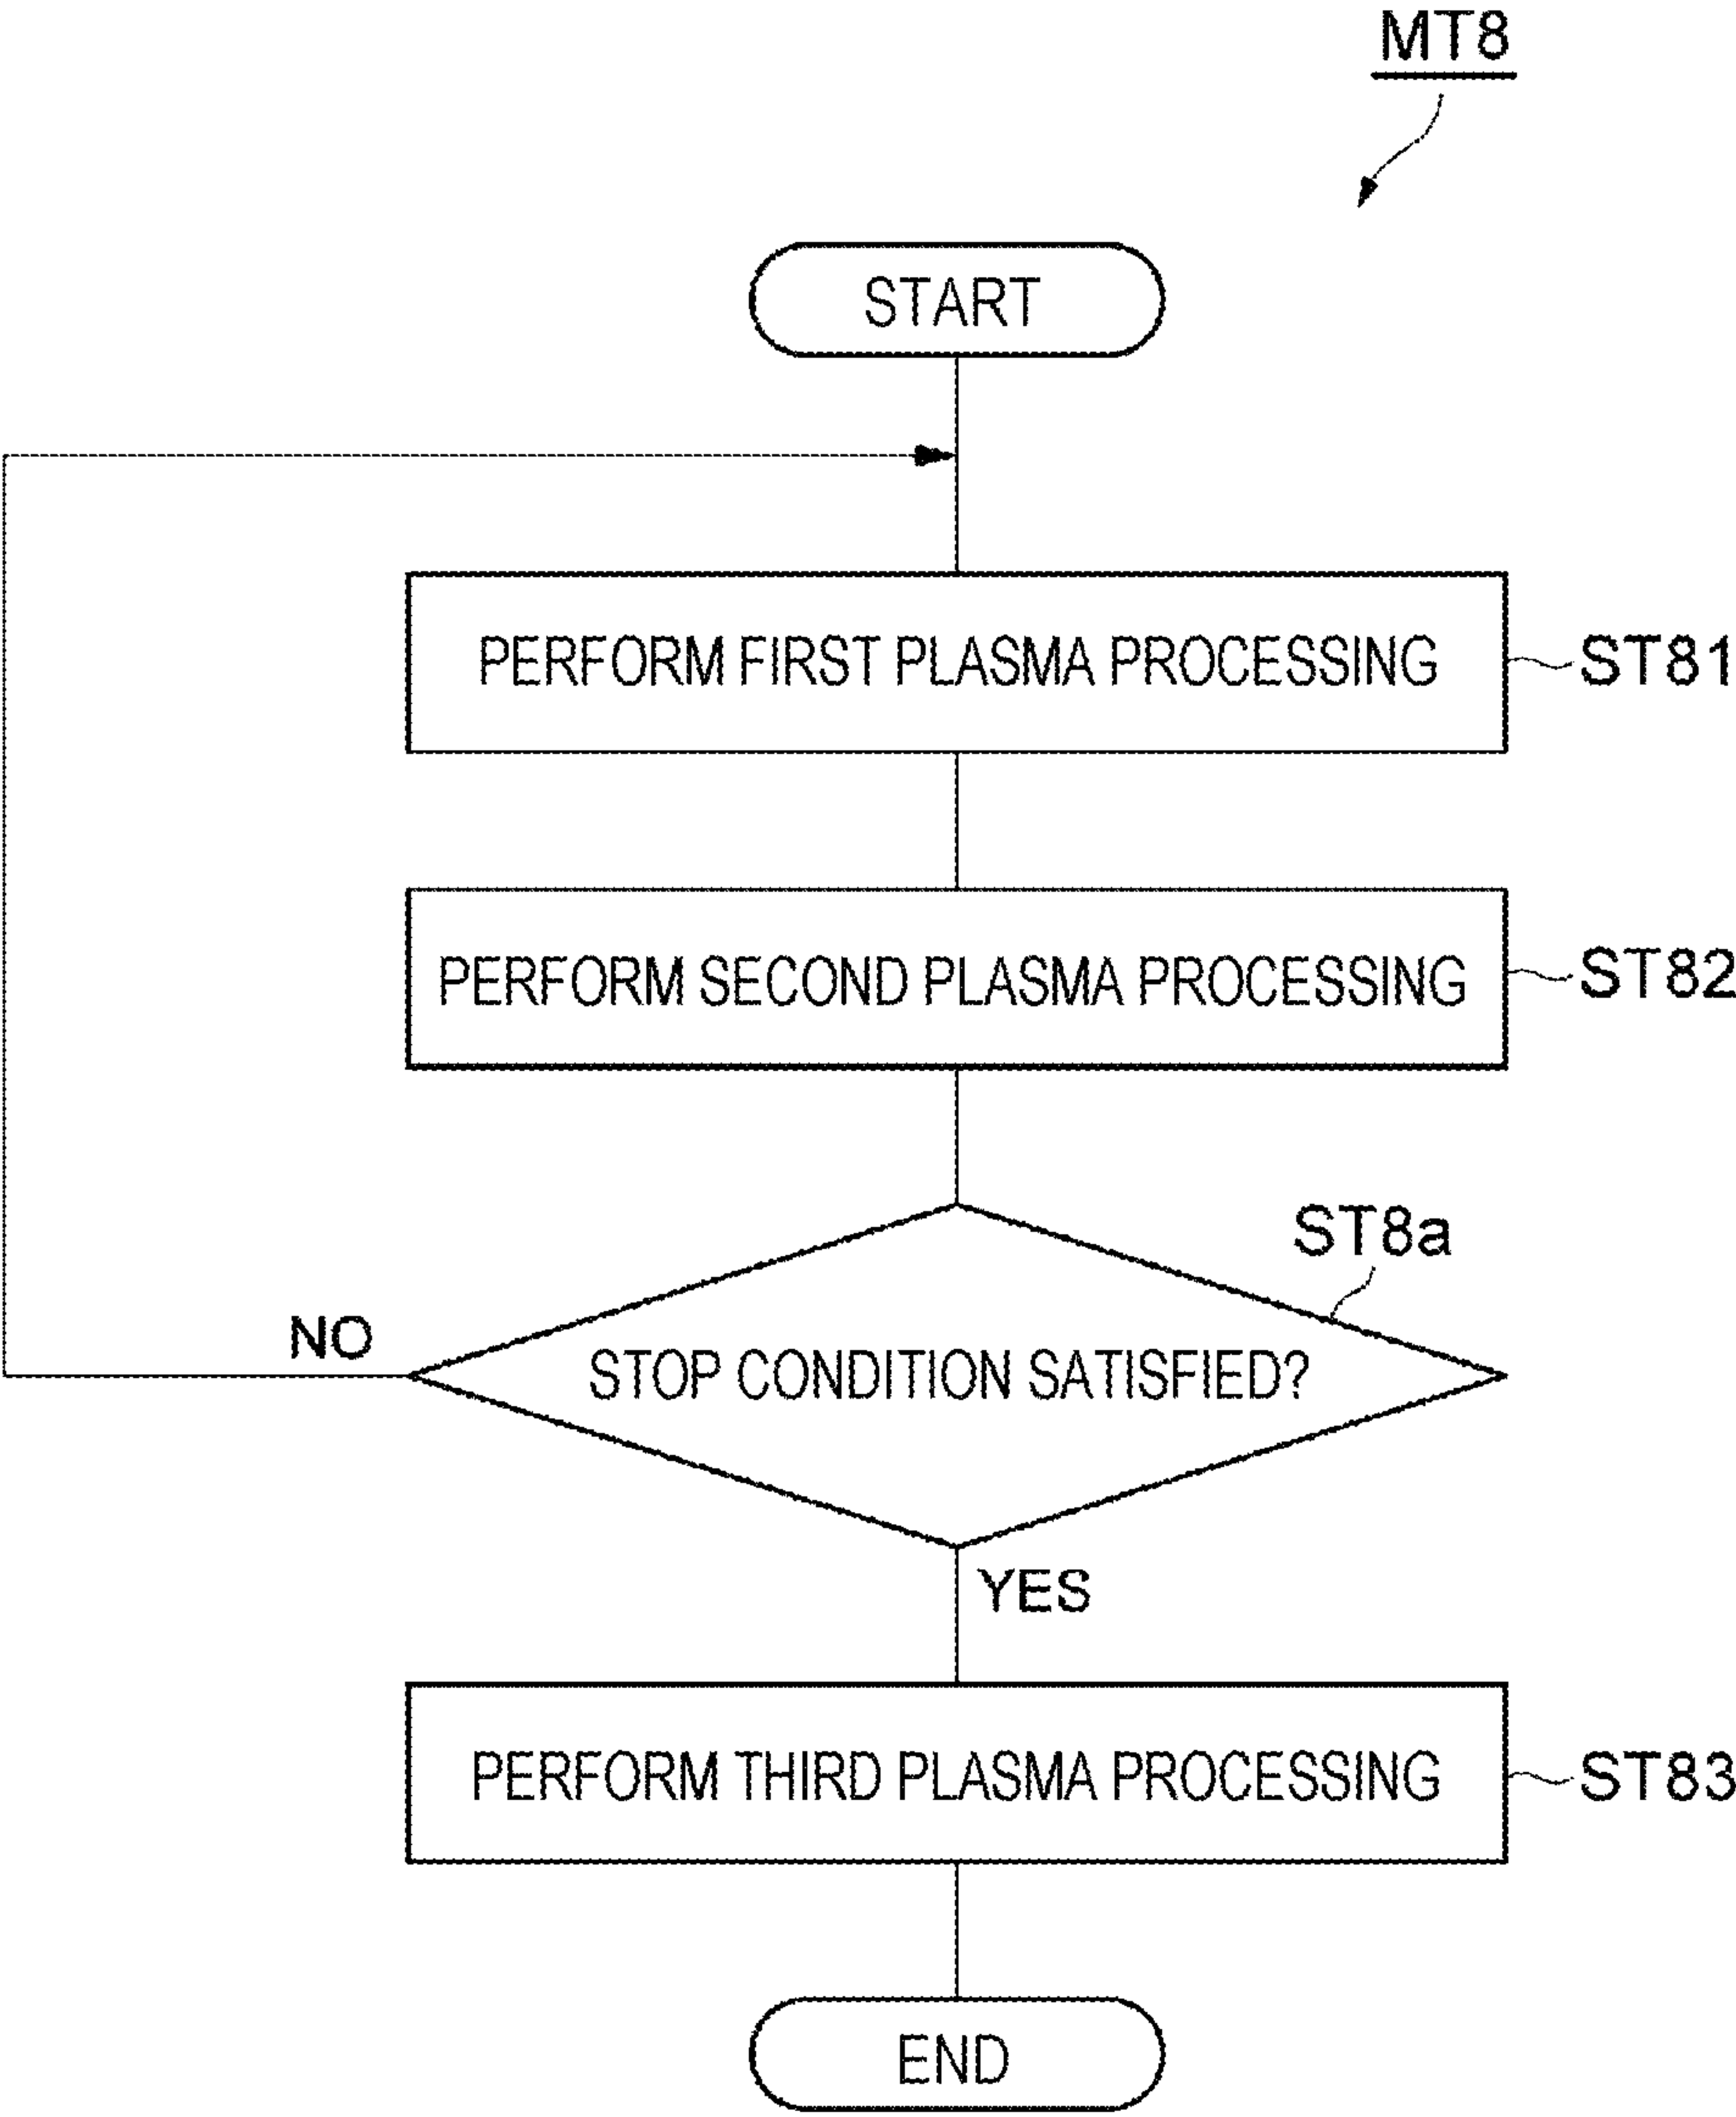 MT8
START
PERFORM FIRST PLASMA PROCESSING
ST81
PERFORM SECOND PLASMA PROCESSING
ST82
ST8a
NO
STOP CONDITION SATISFIED?
YES
PERFORM THIRD PLASMA PROCESSING
ST83
END